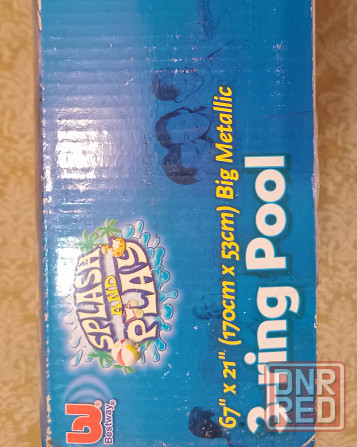 Bestway®
SPLASH
AND
PLAY
67" x 21" (170cm x 53cm) Big Metallic
3-ring Pool
DNR
RED